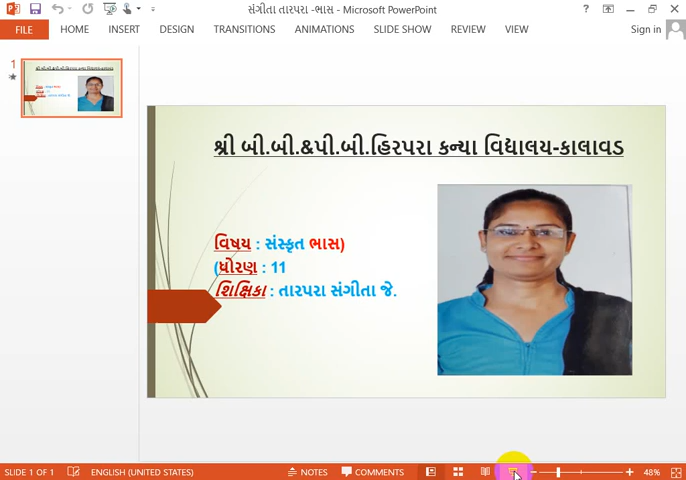 સંગીતા તારપરા -ભાસ - Microsoft PowerPoint
FILE HOME INSERT DESIGN TRANSITIONS ANIMATIONS SLIDE SHOW REVIEW VIEW Sign in
1
શ્રી બી.બી.&પી.બી.હિરપરા કન્યા વિદ્યાલય-કાલાવડ
વિષય : સંસ્કૃત ભાસ)
(ધોરણ : 11
શિક્ષિકા : તારપરા સંગીતા જે.
SLIDE 1 OF 1 ENGLISH (UNITED STATES) NOTES COMMENTS 48%